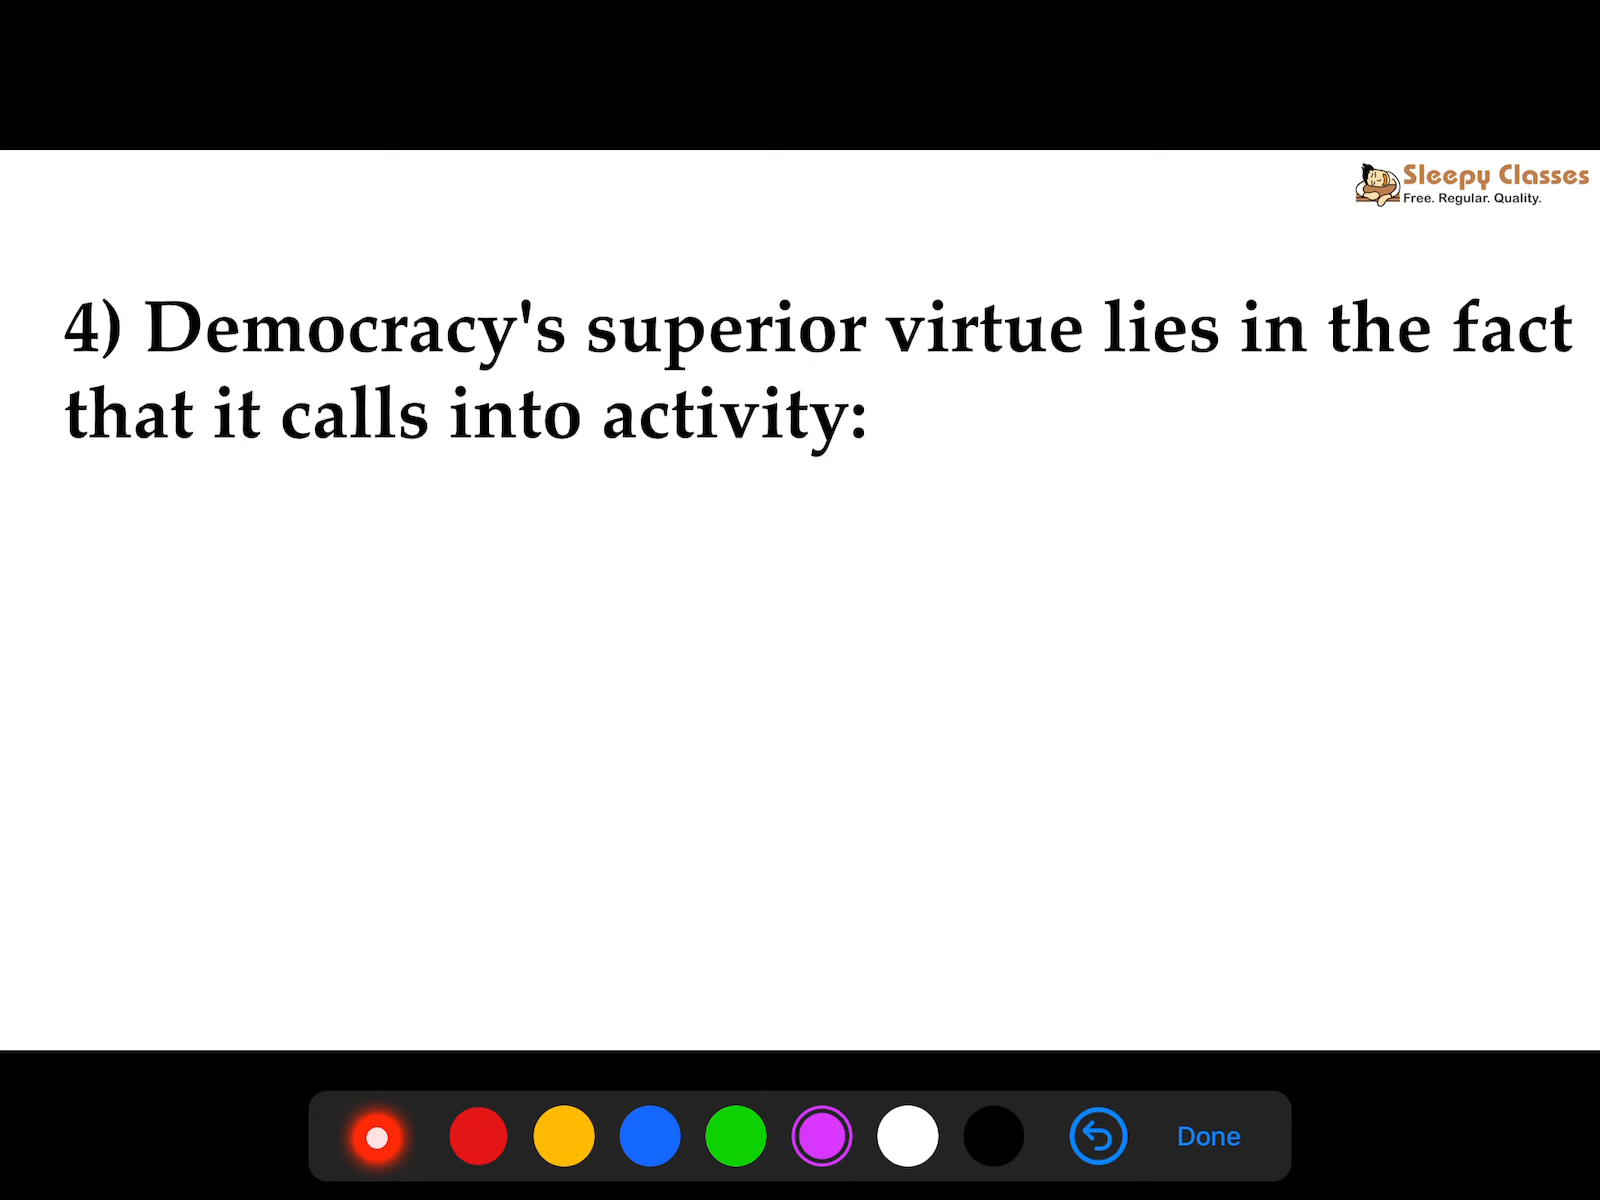 Sleepy Classes
Free. Regular. Quality.
4) Democracy's superior virtue lies in the fact
that it calls into activity:
Done